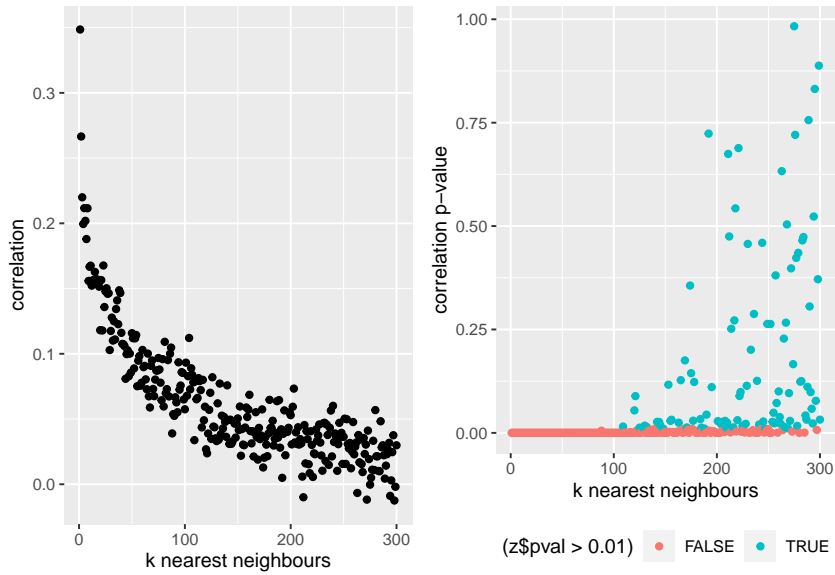 correlation
0.3
0.2
0.1
0.0
0
100
200
300
k nearest neighbours
correlation p−value
1.00
0.75
0.50
0.25
0.00
0
100
200
300
k nearest neighbours
(z$pval > 0.01)
FALSE
TRUE